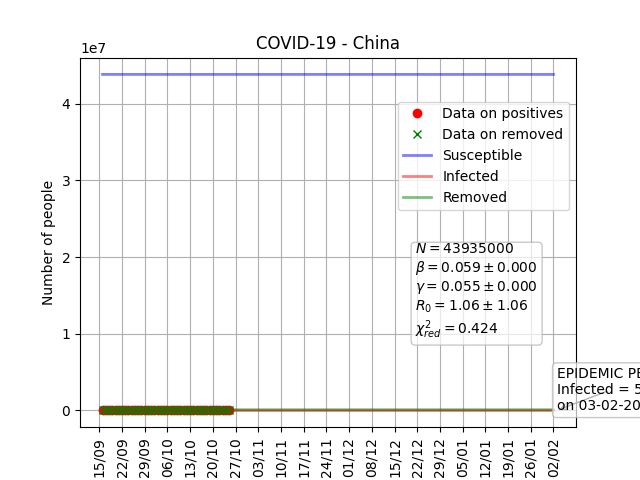 COVID-19 - China
1e7
Number of people
4
3
2
1
0
Data on positives
Data on removed
Susceptible
Infected
Removed
N = 43935000
β = 0.059 ± 0.000
γ = 0.055 ± 0.000
R₀ = 1.06 ± 1.06
χ²red = 0.424
EPIDEMIC PE
Infected = 5
on 03-02-20
15/09 22/09 29/09 06/10 13/10 20/10 27/10 03/11 10/11 17/11 24/11 01/12 08/12 15/12 22/12 29/12 05/01 12/01 19/01 26/01 02/02